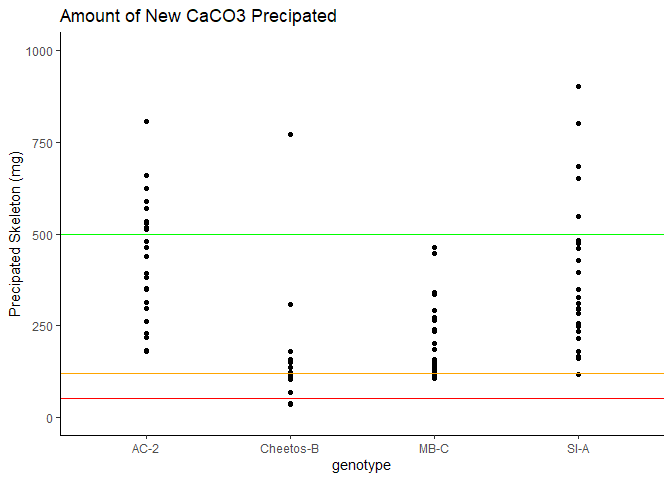 Amount of New CaCO3 Precipated
1000
750
500
250
0
Precipated Skeleton (mg)
AC-2 Cheetos-B MB-C SI-A
genotype